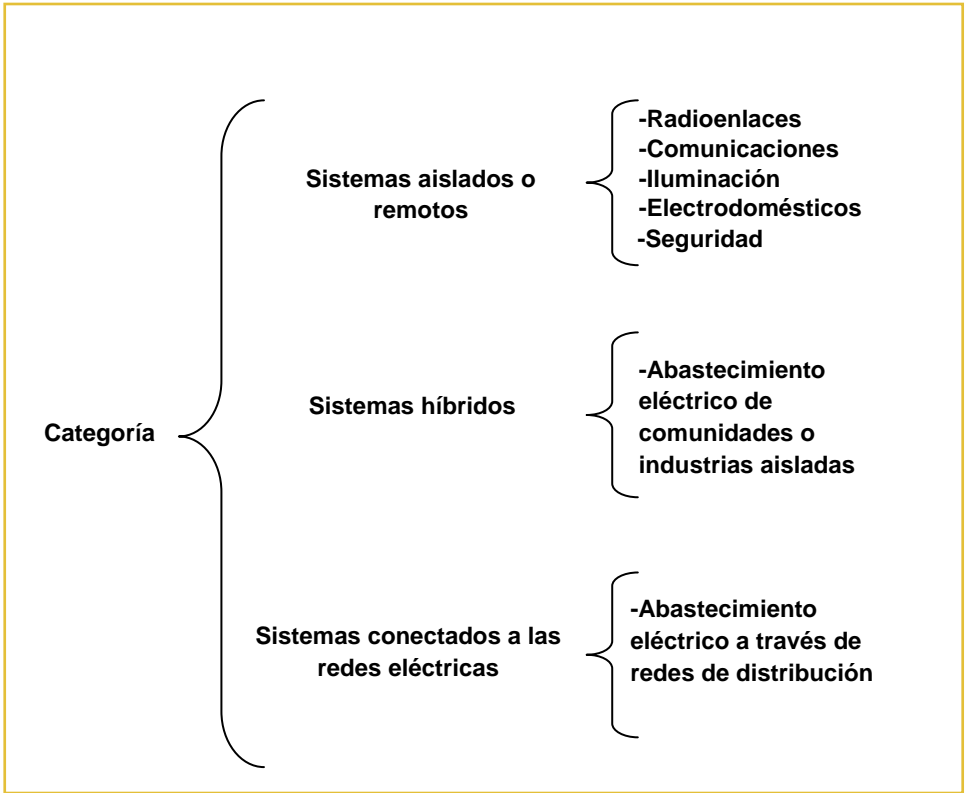 Categoría
Sistemas aislados o
remotos
-Radioenlaces
-Comunicaciones
-Iluminación
-Electrodomésticos
-Seguridad
Sistemas híbridos
-Abastecimiento
eléctrico de
comunidades o
industrias aisladas
Sistemas conectados a las
redes eléctricas
-Abastecimiento
eléctrico a través de
redes de distribución